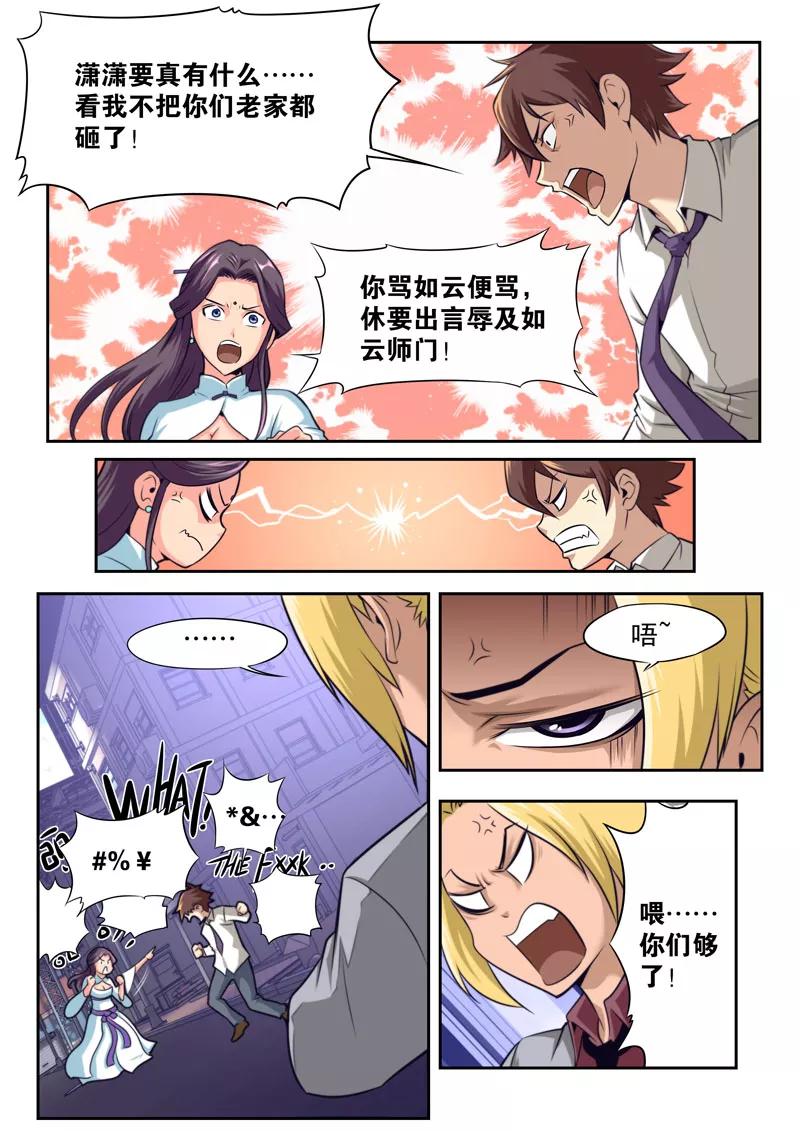 潇潇要真有什么……
看我不把你们老家都
砸了！
你骂如云便骂，
休要出言辱及如
云师门！
……
唔~
WHAT!
*&…
#%￥
THE FXXK..
喂……
你们够
了！